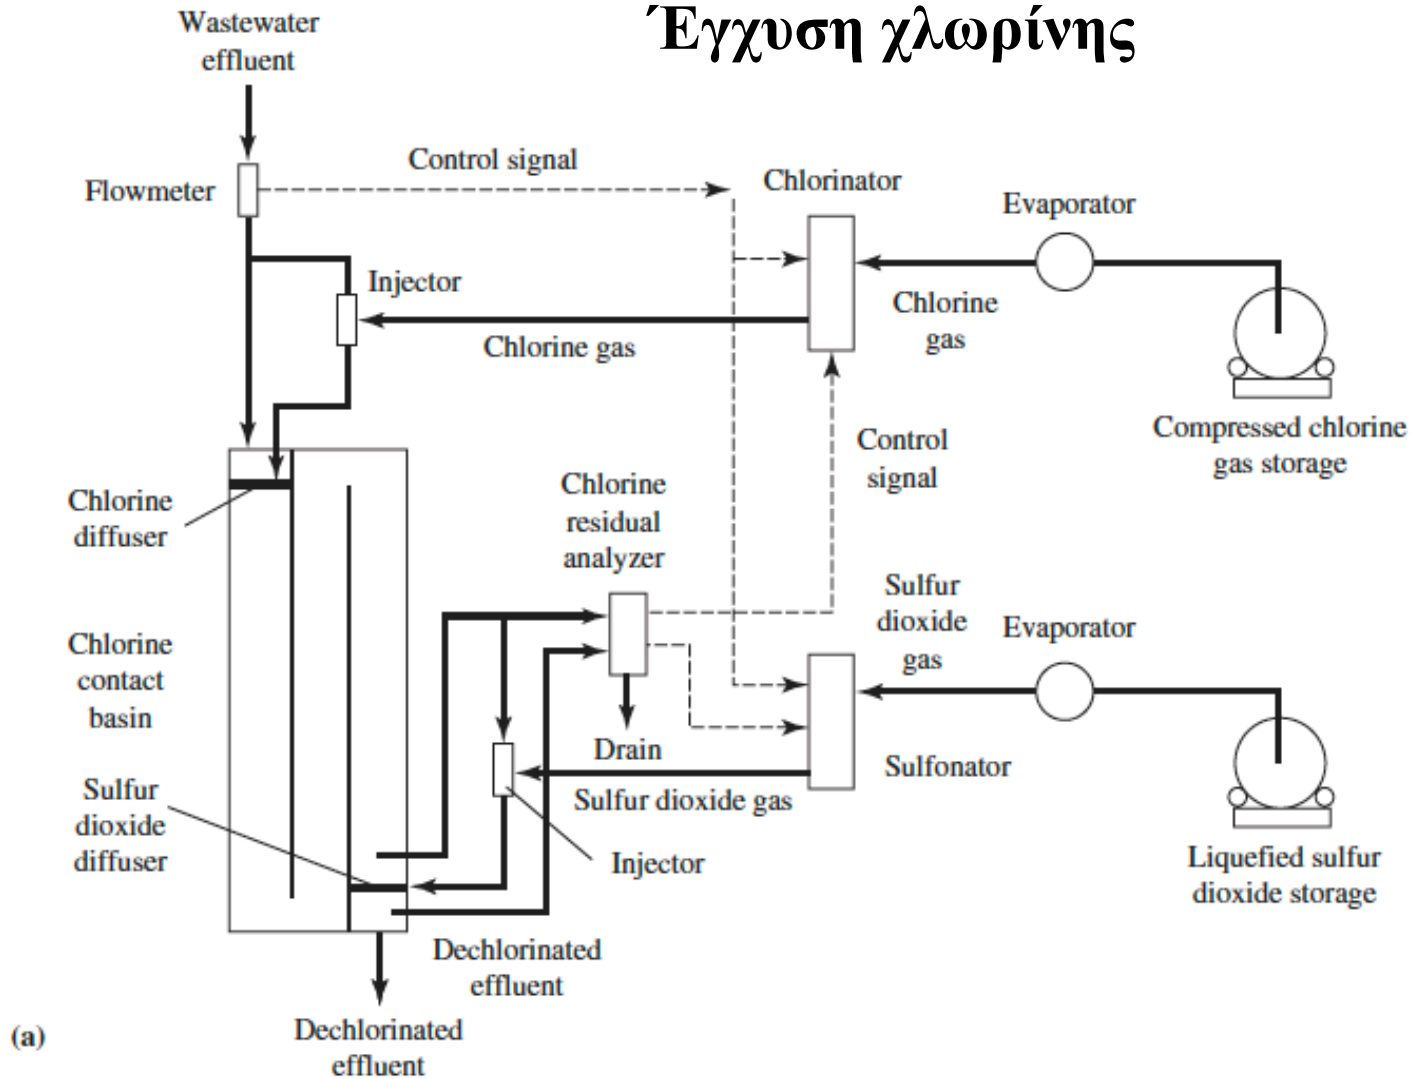 Έγχυση χλωρίνης
Wastewater
effluent
Flowmeter
Control signal
Chlorinator
Evaporator
Injector
Chlorine gas
Chlorine
gas
Compressed chlorine
gas storage
Control
signal
Chlorine
diffuser
Chlorine
residual
analyzer
Sulfur
dioxide
gas
Evaporator
Chlorine
contact
basin
Drain
Sulfonator
Sulfur
dioxide
diffuser
Sulfur dioxide gas
Injector
Liquefied sulfur
dioxide storage
Dechlorinated
effluent
Dechlorinated
effluent
(a)